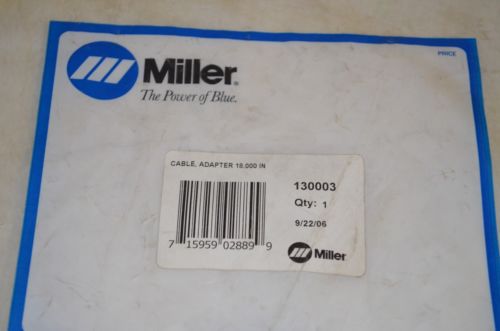 PRICE
Miller®
The Power of Blue.
CABLE, ADAPTER 18.000 IN
130003
Qty: 1
9/22/06
7 15959 02889 9
Miller